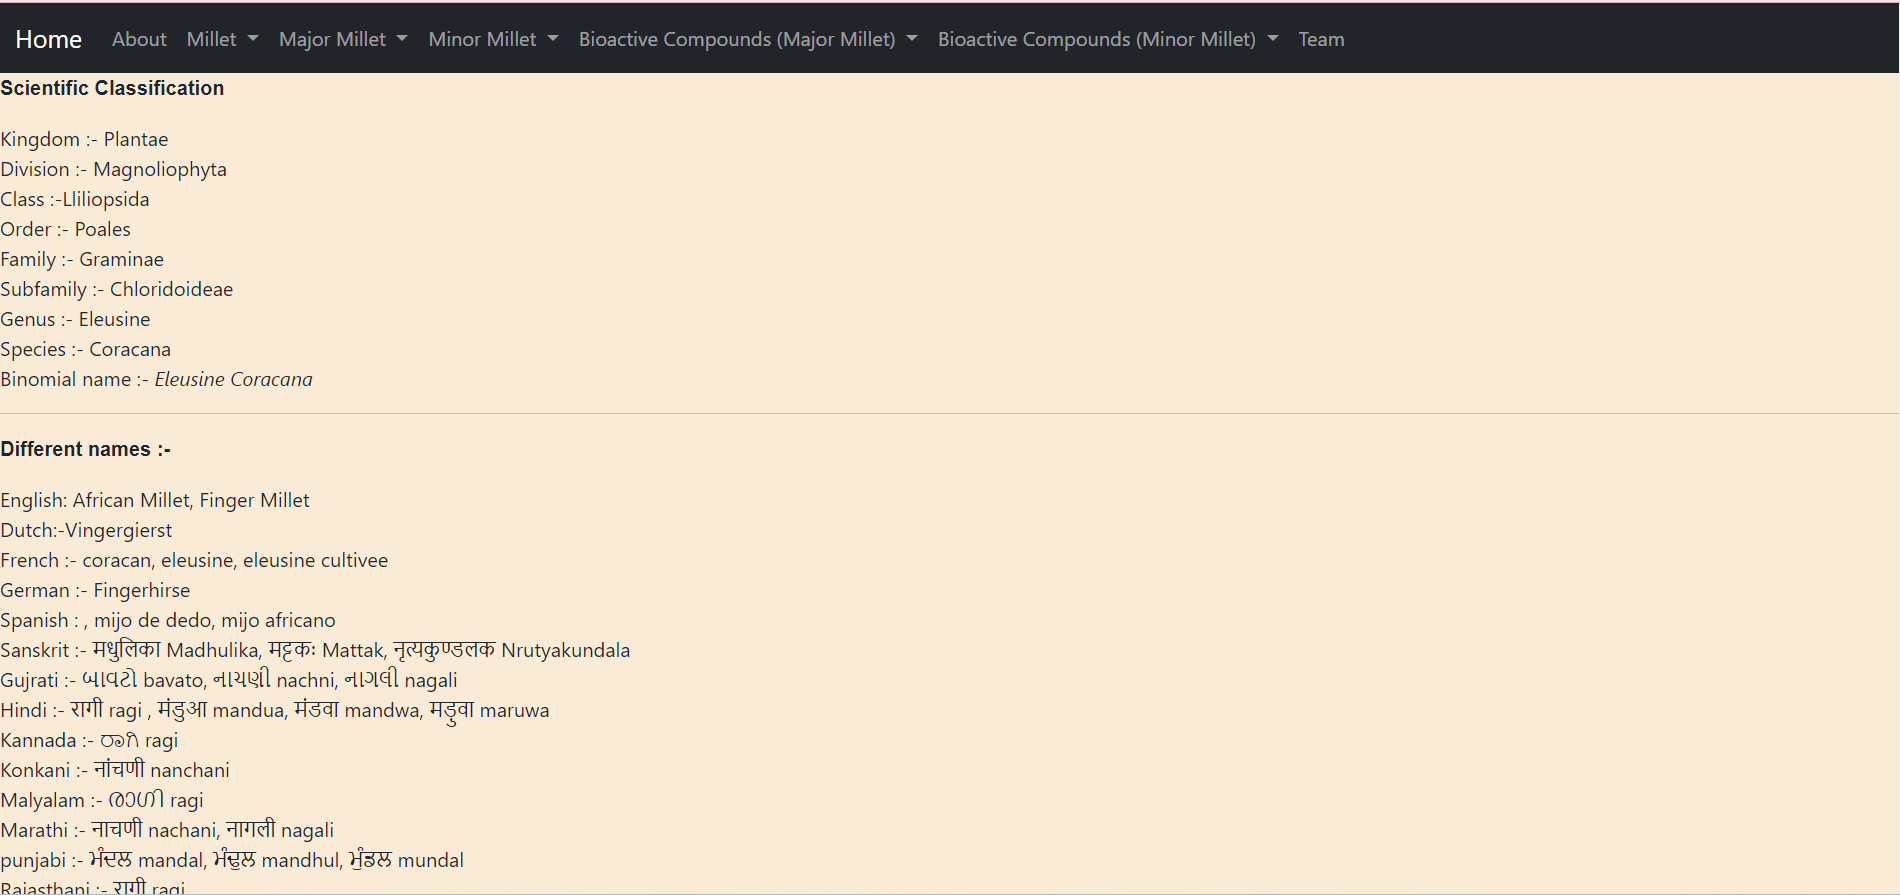 Home About Millet Major Millet Minor Millet Bioactive Compounds (Major Millet) Bioactive Compounds (Minor Millet) Team
Scientific Classification
Kingdom :- Plantae
Division :- Magnoliophyta
Class :-Lliliopsida
Order :- Poales
Family :- Graminae
Subfamily :- Chloridoideae
Genus :- Eleusine
Species :- Coracana
Binomial name :- Eleusine Coracana
Different names :-
English: African Millet, Finger Millet
Dutch:-Vingergierst
French :- coracan, eleusine, eleusine cultivee
German :- Fingerhirse
Spanish : , mijo de dedo, mijo africano
Sanskrit :- मधुलिका Madhulika, मट्टकः Mattak, नृत्यकुण्डलक Nrutyakundala
Gujrati :- બાવટો bavato, નાચણી nachni, નાગલી nagali
Hindi :- रागी ragi , मंडुआ mandua, मंडवा mandwa, मड़ुवा maruwa
Kannada :- ರಾಗಿ ragi
Konkani :- नांचणी nanchani
Malyalam :- രാഗി ragi
Marathi :- नाचणी nachani, नागली nagali
punjabi :- ਮੰਦਲ mandal, ਮੰਢੁਲ mandhul, ਮੁੰਡਲ mundal
Rajasthani :- रागी ragi